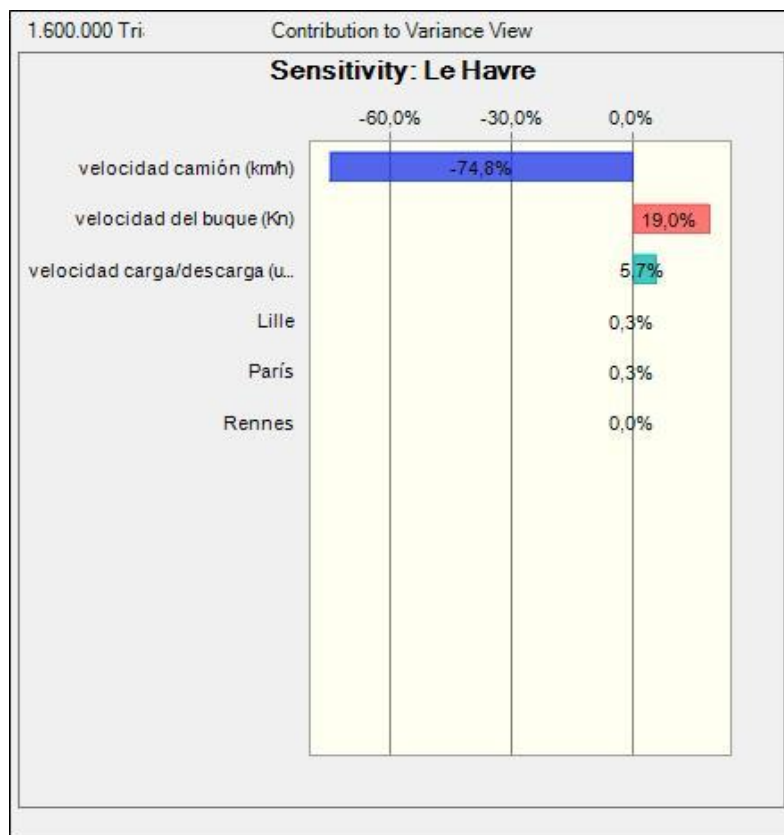 1.600.000 Tri
Contribution to Variance View
Sensitivity: Le Havre
-60,0% -30,0% 0,0%
velocidad camión (km/h) -74,8%
velocidad del buque (Kn) 19,0%
velocidad carga/descarga (u... 5,7%
Lille 0,3%
París 0,3%
Rennes 0,0%